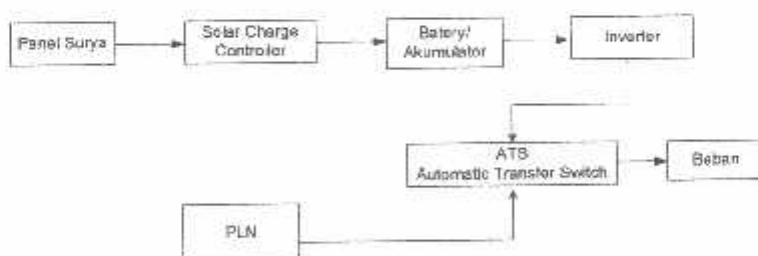 Panel Surya
Solar Charge
Controller
Batery/
Akumulator
Inverter
ATS
Automatic Transfer Switch
Beban
PLN